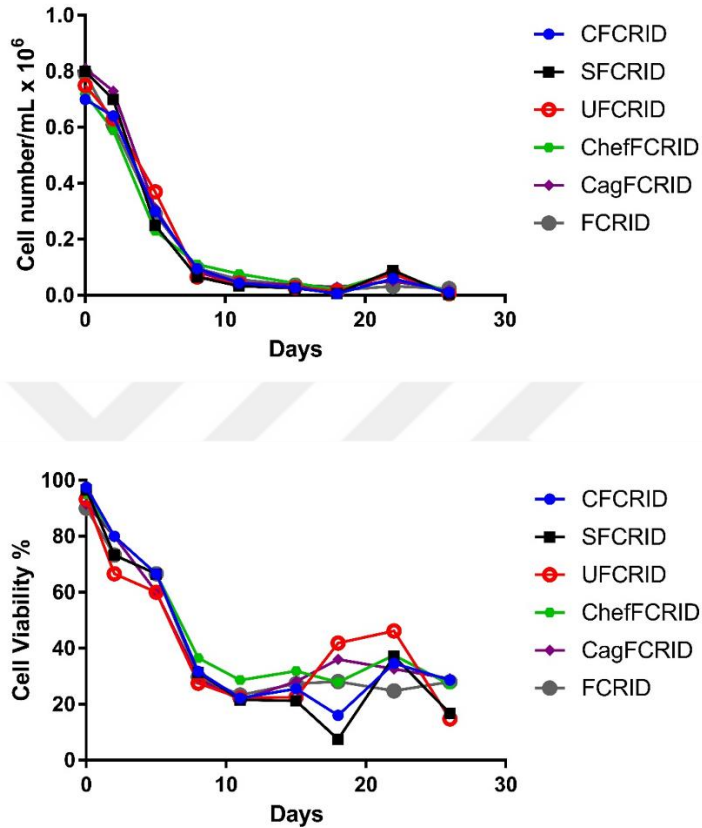 Cell number/mL x 10⁶
1.0
0.8
0.6
0.4
0.2
0.0
0 10 20 30
Days
CFCRID
SFCRID
UFCRID
ChefFCRID
CagFCRID
FCRID
Cell Viability %
100
80
60
40
20
0
0 10 20 30
Days
CFCRID
SFCRID
UFCRID
ChefFCRID
CagFCRID
FCRID